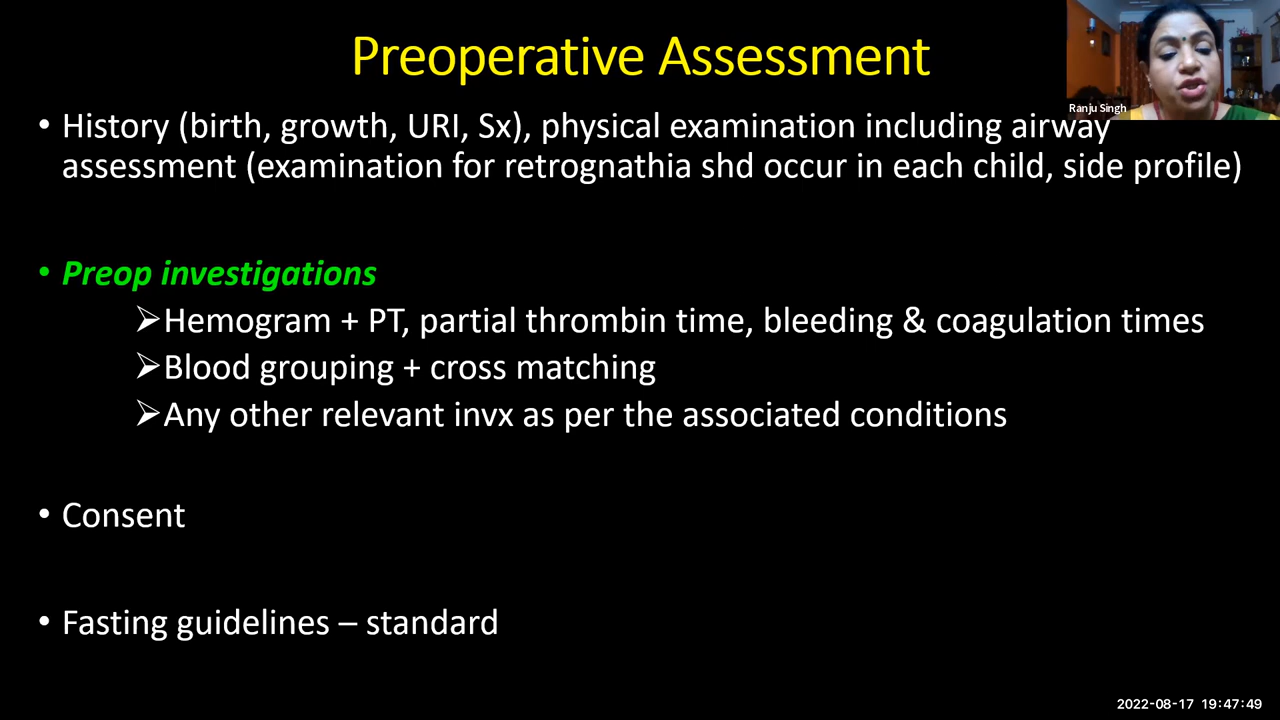 Preoperative Assessment
Ranju Singh
• History (birth, growth, URI, Sx), physical examination including airway
assessment (examination for retrognathia shd occur in each child, side profile)
• Preop investigations
➢Hemogram + PT, partial thrombin time, bleeding & coagulation times
➢Blood grouping + cross matching
➢Any other relevant invx as per the associated conditions
• Consent
• Fasting guidelines – standard
2022-08-17 19:47:49